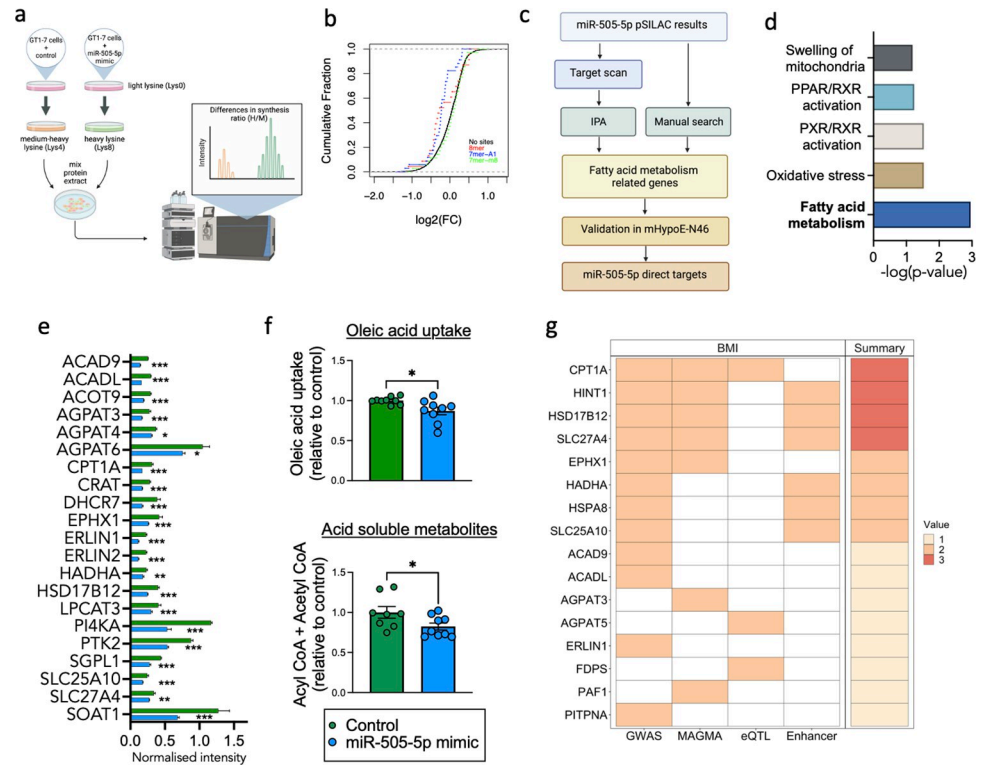 a
GT1-7 cells
+
control
GT1-7 cells
+
miR-505-5p
mimic
light lysine (Lys0)
medium-heavy
lysine (Lys4)
heavy lysine
(Lys8)
mix
protein
extract
Differences in synthesis
ratio (H/M)
Intensity
b
Cumulative Fraction
1.0
0.8
0.6
0.4
0.2
0.0
No sites
8mer
7mer-A1
7mer-m8
-2.0
-1.0
0.0
1.0
log2(FC)
c
miR-505-5p pSILAC results
Target scan
IPA
Manual search
Fatty acid metabolism
related genes
Validation in mHypoE-N46
miR-505-5p direct targets
d
Swelling of
mitochondria
PPAR/RXR
activation
PXR/RXR
activation
Oxidative stress
Fatty acid
metabolism
0 1 2 3
-log(p-value)
e
ACAD9 ***
ACADL ***
ACOT9 ***
AGPAT3 ***
AGPAT4 *
AGPAT6 *
CPT1A ***
CRAT ***
DHCR7 ***
EPHX1 ***
ERLIN1 ***
ERLIN2 ***
HADHA **
HSD17B12 ***
LPCAT3 ***
PI4KA ***
PTK2 ***
SGPL1 ***
SLC25A10 ***
SLC27A4 **
SOAT1 ***
0.0 0.5 1.0 1.5
Normalised intensity
f
Oleic acid uptake
Oleic acid uptake
(relative to control)
1.5
1.0
0.5
0.0
*
Acid soluble metabolites
Acyl CoA + Acetyl CoA
(relative to control)
1.5
1.0
0.5
0.0
*
Control
miR-505-5p mimic
g
BMI
Summary
CPT1A
HINT1
HSD17B12
SLC27A4
EPHX1
HADHA
HSPA8
SLC25A10
ACAD9
ACADL
AGPAT3
AGPAT5
ERLIN1
FDPS
PAF1
PITPNA
GWAS MAGMA eQTL Enhancer
Value
1
2
3